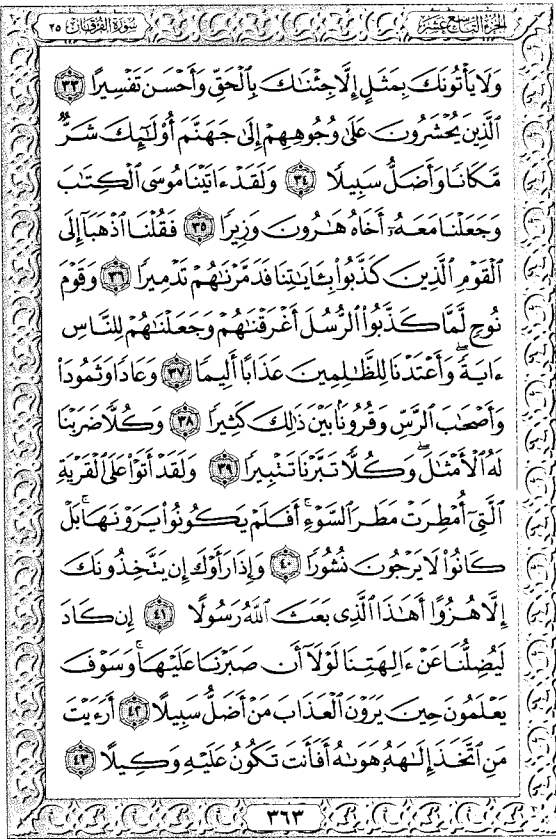 الجزء التاسع عشر سورة الفرقان ٢٥
وَلَا يَأْتُونَكَ بِمَثَلٍ إِلَّا جِئْنَٰكَ بِٱلْحَقِّ وَأَحْسَنَ تَفْسِيرًا ٣٣
ٱلَّذِينَ يُحْشَرُونَ عَلَىٰ وُجُوهِهِمْ إِلَىٰ جَهَنَّمَ أُو۟لَٰٓئِكَ شَرٌّ
مَّكَانًا وَأَضَلُّ سَبِيلًا ٣٤ وَلَقَدْ ءَاتَيْنَا مُوسَى ٱلْكِتَٰبَ
وَجَعَلْنَا مَعَهُۥٓ أَخَاهُ هَٰرُونَ وَزِيرًا ٣٥ فَقُلْنَا ٱذْهَبَآ إِلَى
ٱلْقَوْمِ ٱلَّذِينَ كَذَّبُوا۟ بِـَٔايَٰتِنَا فَدَمَّرْنَٰهُمْ تَدْمِيرًا ٣٦ وَقَوْمَ
نُوحٍ لَّمَّا كَذَّبُوا۟ ٱلرُّسُلَ أَغْرَقْنَٰهُمْ وَجَعَلْنَٰهُمْ لِلنَّاسِ
ءَايَةً ۖ وَأَعْتَدْنَا لِلظَّٰلِمِينَ عَذَابًا أَلِيمًا ٣٧ وَعَادًا وَثَمُودَا۟
وَأَصْحَٰبَ ٱلرَّسِّ وَقُرُونًۢا بَيْنَ ذَٰلِكَ كَثِيرًا ٣٨ وَكُلًّا ضَرَبْنَا
لَهُ ٱلْأَمْثَٰلَ ۖ وَكُلًّا تَبَّرْنَا تَتْبِيرًا ٣٩ وَلَقَدْ أَتَوْا۟ عَلَى ٱلْقَرْيَةِ
ٱلَّتِىٓ أُمْطِرَتْ مَطَرَ ٱلسَّوْءِ ۚ أَفَلَمْ يَكُونُوا۟ يَرَوْنَهَا ۚ بَلْ
كَانُوا۟ لَا يَرْجُونَ نُشُورًا ٤٠ وَإِذَا رَأَوْكَ إِن يَتَّخِذُونَكَ
إِلَّا هُزُوًا أَهَٰذَا ٱلَّذِى بَعَثَ ٱللَّهُ رَسُولًا ٤١ إِن كَادَ
لَيُضِلُّنَا عَنْ ءَالِهَتِنَا لَوْلَآ أَن صَبَرْنَا عَلَيْهَا ۚ وَسَوْفَ
يَعْلَمُونَ حِينَ يَرَوْنَ ٱلْعَذَابَ مَنْ أَضَلُّ سَبِيلًا ٤٢ أَرَءَيْتَ
مَنِ ٱتَّخَذَ إِلَٰهَهُۥ هَوَىٰهُ أَفَأَنتَ تَكُونُ عَلَيْهِ وَكِيلًا ٤٣
٣٦٣